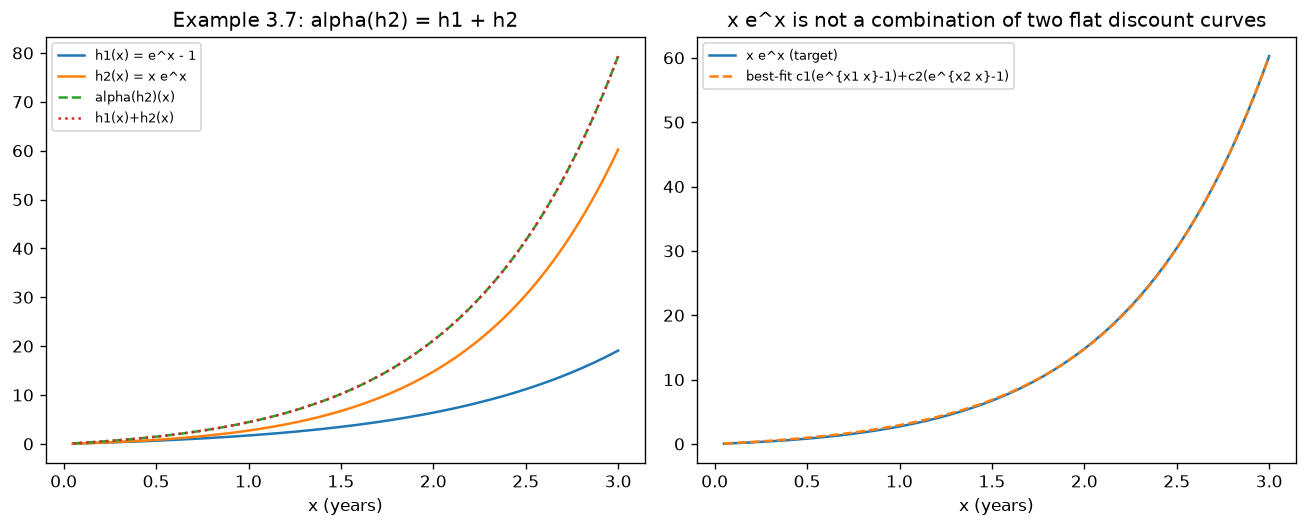 Example 3.7: alpha(h2) = h1 + h2
h1(x) = e^x - 1
h2(x) = x e^x
alpha(h2)(x)
h1(x)+h2(x)
80
70
60
50
40
30
20
10
0
0.0 0.5 1.0 1.5 2.0 2.5 3.0
x (years)
x e^x is not a combination of two flat discount curves
x e^x (target)
best-fit c1(e^{x1 x}-1)+c2(e^{x2 x}-1)
60
50
40
30
20
10
0
0.0 0.5 1.0 1.5 2.0 2.5 3.0
x (years)